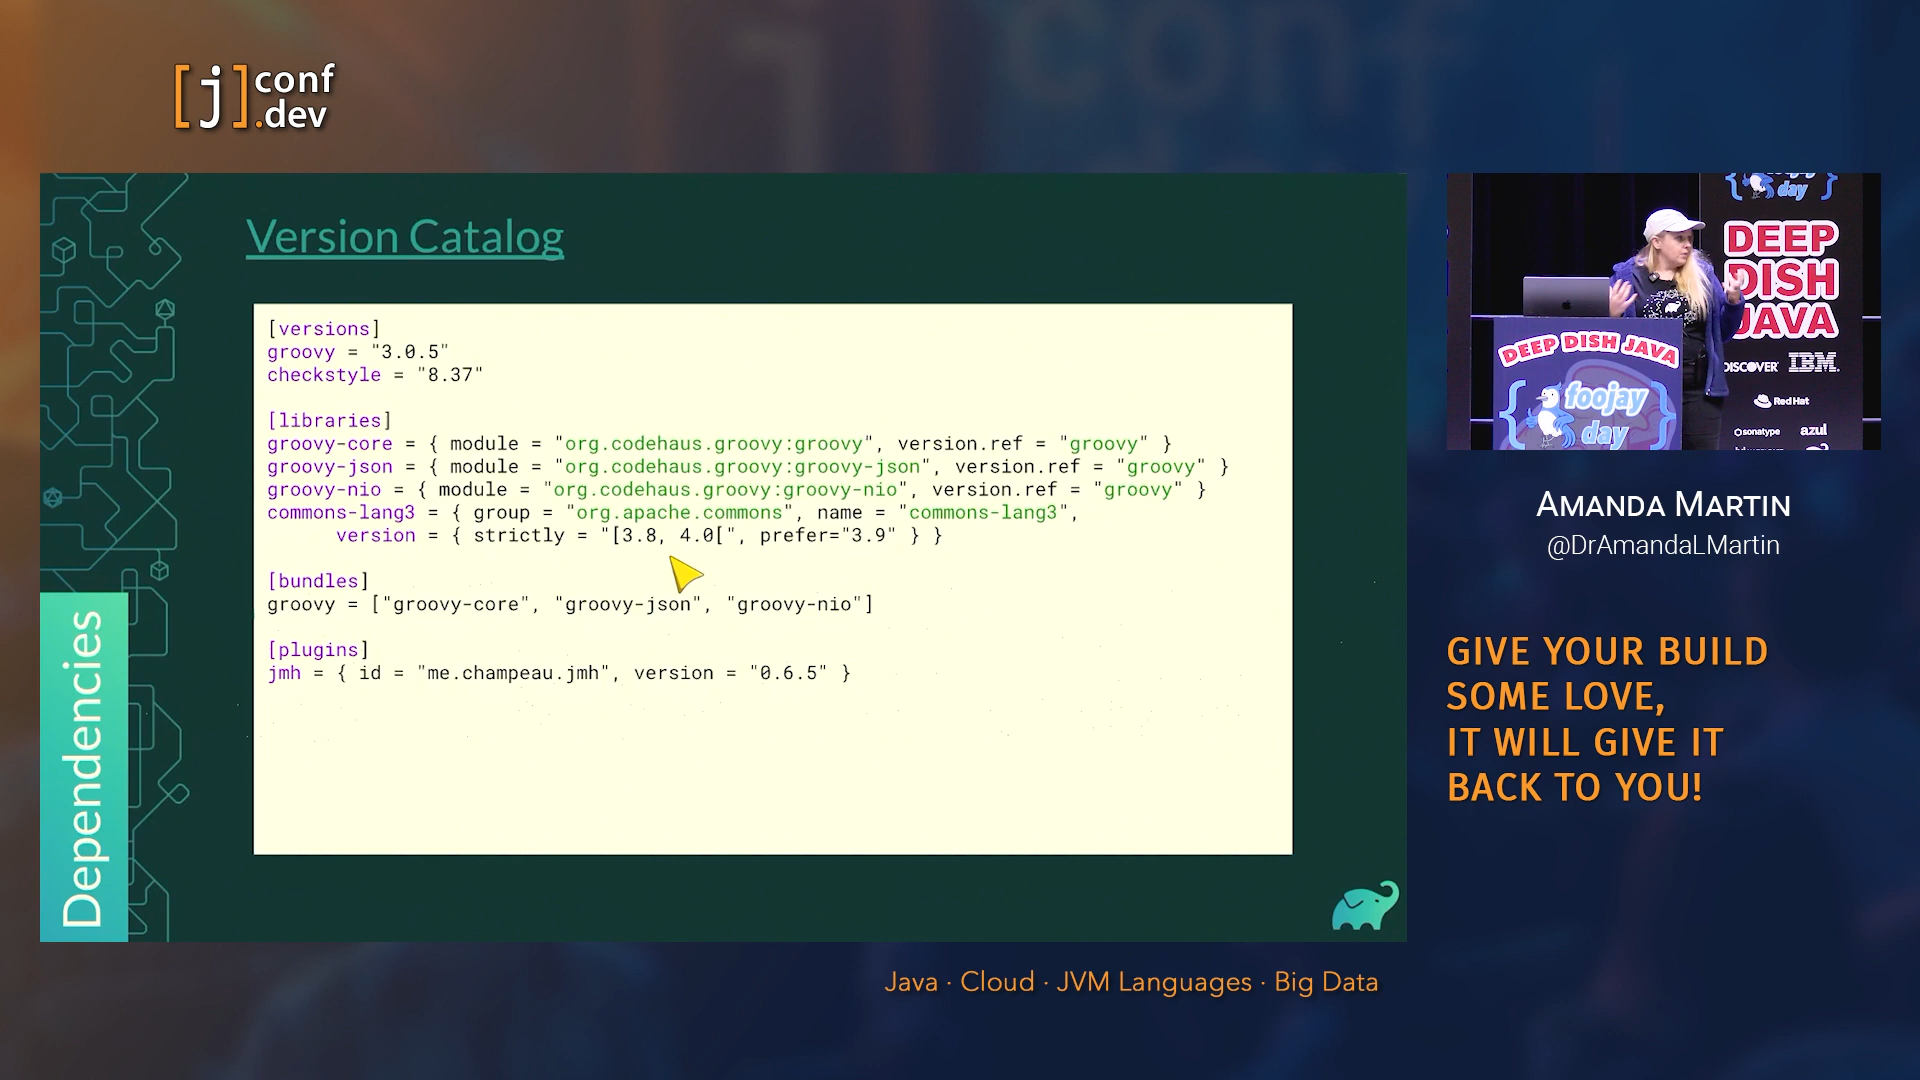 [j] conf
.dev
Version Catalog
[versions]
groovy = "3.0.5"
checkstyle = "8.37"
[libraries]
groovy-core = { module = "org.codehaus.groovy:groovy", version.ref = "groovy" }
groovy-json = { module = "org.codehaus.groovy:groovy-json", version.ref = "groovy" }
groovy-nio = { module = "org.codehaus.groovy:groovy-nio", version.ref = "groovy" }
commons-lang3 = { group = "org.apache.commons", name = "commons-lang3",
version = { strictly = "[3.8, 4.0[", prefer="3.9" } }
[bundles]
groovy = ["groovy-core", "groovy-json", "groovy-nio"]
[plugins]
jmh = { id = "me.champeau.jmh", version = "0.6.5" }
Dependencies
day
DEEP
DISH
JAVA
DISCOVER IBM
Red Hat
sonatype azul
DEEP DISH JAVA
{ foojay
day }
AMANDA MARTIN
@DrAmandaLMartin
GIVE YOUR BUILD
SOME LOVE,
IT WILL GIVE IT
BACK TO YOU!
Java · Cloud · JVM Languages · Big Data